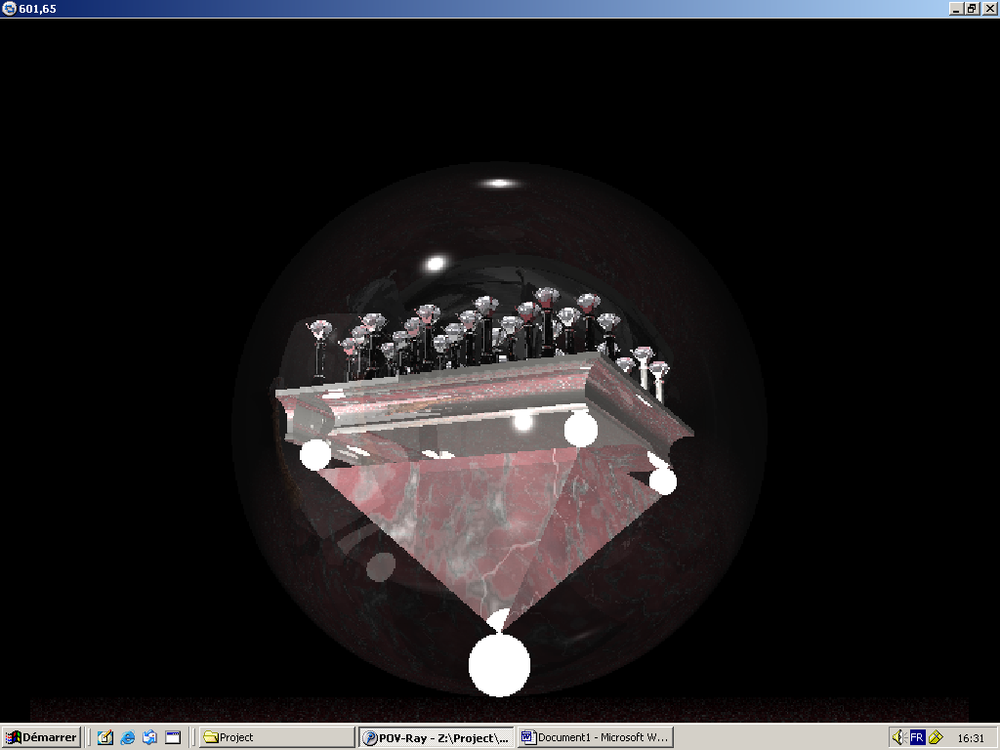 601,65
Démarrer
Project
POV-Ray - Z:\Project\...
Document1 - Microsoft W...
FR
16:31